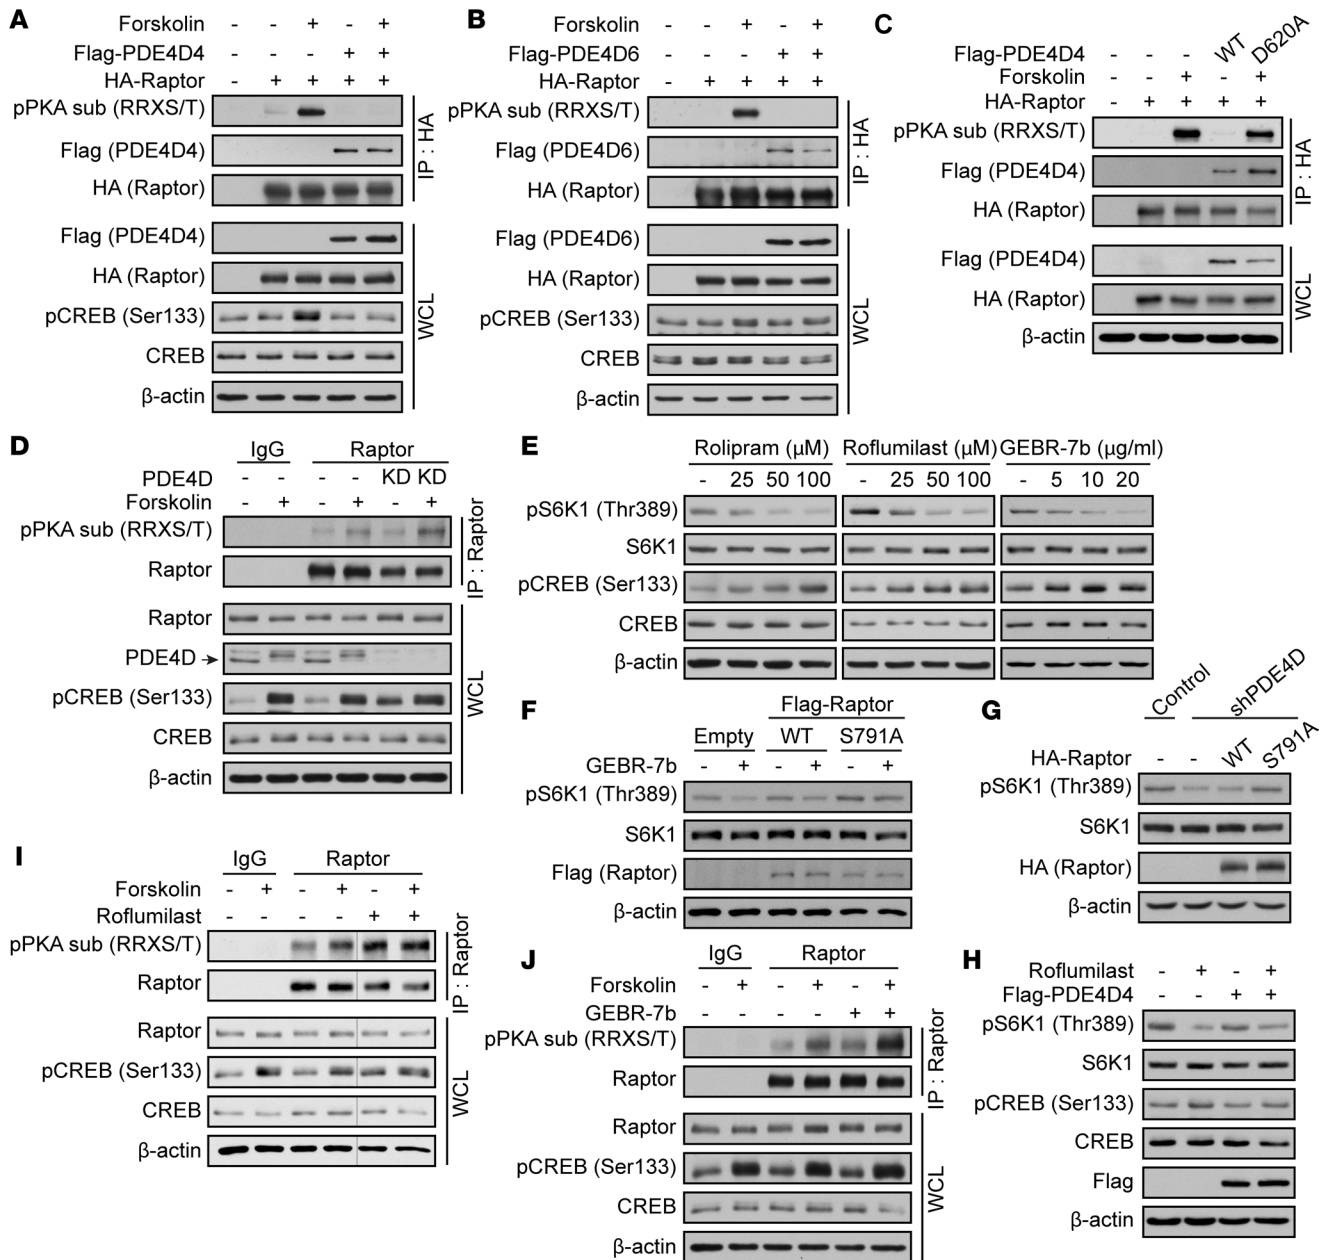 A
Forskolin - - + - +
Flag-PDE4D4 - - - + +
HA-Raptor - + + + +
pPKA sub (RRXS/T)
Flag (PDE4D4)
HA (Raptor)
IP : HA
Flag (PDE4D4)
HA (Raptor)
pCREB (Ser133)
CREB
β-actin
WCL
B
Forskolin - - + - +
Flag-PDE4D6 - - - + +
HA-Raptor - + + + +
pPKA sub (RRXS/T)
Flag (PDE4D6)
HA (Raptor)
IP : HA
Flag (PDE4D6)
HA (Raptor)
pCREB (Ser133)
CREB
β-actin
WCL
C
Flag-PDE4D4 - - - WT D620A
Forskolin - - + - +
HA-Raptor - + + + +
pPKA sub (RRXS/T)
Flag (PDE4D4)
HA (Raptor)
IP : HA
Flag (PDE4D4)
HA (Raptor)
β-actin
WCL
D
IgG Raptor
PDE4D - - - - KD KD
Forskolin - + - + - +
pPKA sub (RRXS/T)
Raptor
IP : Raptor
Raptor
PDE4D
pCREB (Ser133)
CREB
β-actin
WCL
E
Rolipram (µM) Roflumilast (µM) GEBR-7b (µg/ml)
- 25 50 100 - 25 50 100 - 5 10 20
pS6K1 (Thr389)
S6K1
pCREB (Ser133)
CREB
β-actin
F
Flag-Raptor
Empty WT S791A
GEBR-7b - + - + - +
pS6K1 (Thr389)
S6K1
Flag (Raptor)
β-actin
G
Control shPDE4D
HA-Raptor - - WT S791A
pS6K1 (Thr389)
S6K1
HA (Raptor)
β-actin
I
IgG Raptor
Forskolin - + - + - +
Roflumilast - - - - + +
pPKA sub (RRXS/T)
Raptor
IP : Raptor
Raptor
pCREB (Ser133)
CREB
β-actin
WCL
J
IgG Raptor
Forskolin - + - + - +
GEBR-7b - - - - + +
pPKA sub (RRXS/T)
Raptor
IP : Raptor
Raptor
pCREB (Ser133)
CREB
β-actin
WCL
H
Roflumilast - + - +
Flag-PDE4D4 - - + +
pS6K1 (Thr389)
S6K1
pCREB (Ser133)
CREB
Flag
β-actin